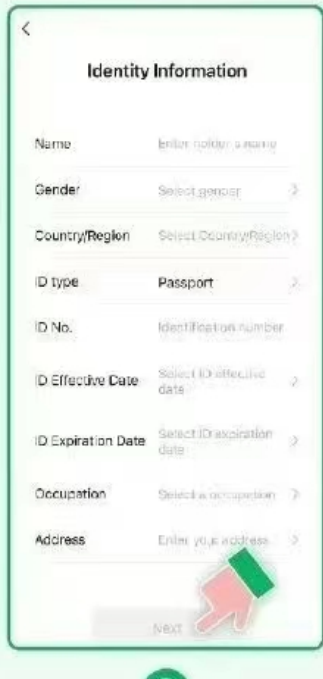 Identity Information
Name Enter holder's name
Gender Select gender
Country/Region Select Country/Region
ID type Passport
ID No. Identification number
ID Effective Date Select ID effective
date
ID Expiration Date Select ID expiration
date
Occupation Select a occupation
Address Enter your address
Next